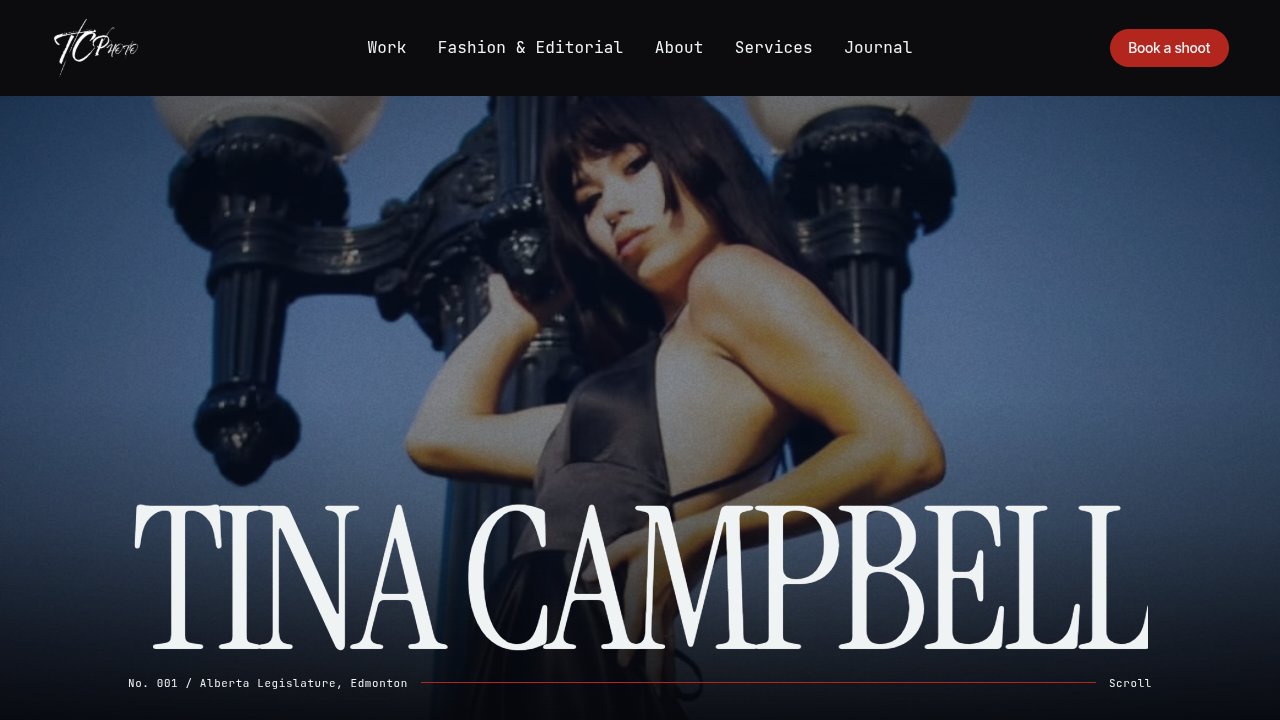 TCPHOTO
Work
Fashion & Editorial
About
Services
Journal
Book a shoot
TINA CAMPBELL
No. 001 / Alberta Legislature, Edmonton
Scroll